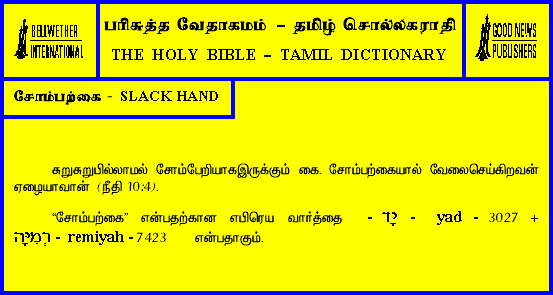 BELLWETHER
INTERNATIONAL
பரிசுத்த வேதாகமம் – தமிழ் சொல்லகராதி
THE HOLY BIBLE – TAMIL DICTIONARY
GOOD NEWS
PUBLISHERS
சோம்பற்கை - SLACK HAND
சுறுசுறுபில்லாமல் சோம்பேறியாகஇருக்கும் கை. சோம்பற்கையால் வேலைசெய்கிறவன்
ஏழையாவான் (நீதி 10:4).
“சோம்பற்கை” என்பதற்கான எபிரெய வார்த்தை - יָד - yad - 3027 +
רְמִיָּה - remiyah - 7423 என்பதாகும்.